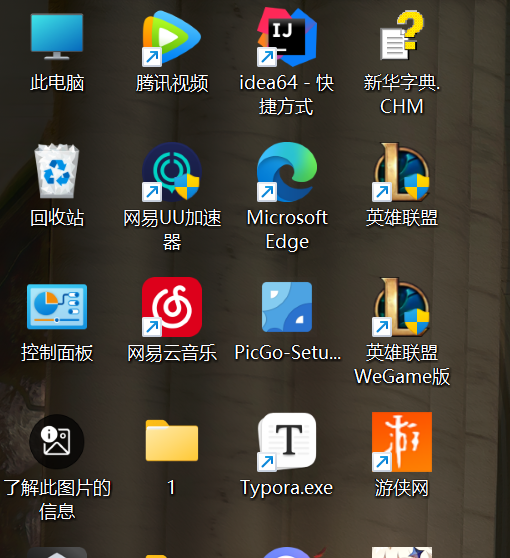 此电脑
腾讯视频
idea64 - 快
捷方式
新华字典.
CHM
回收站
网易UU加速
器
Microsoft
Edge
英雄联盟
控制面板
网易云音乐
PicGo-Setu...
英雄联盟
WeGame版
了解此图片的
信息
1
Typora.exe
游侠网